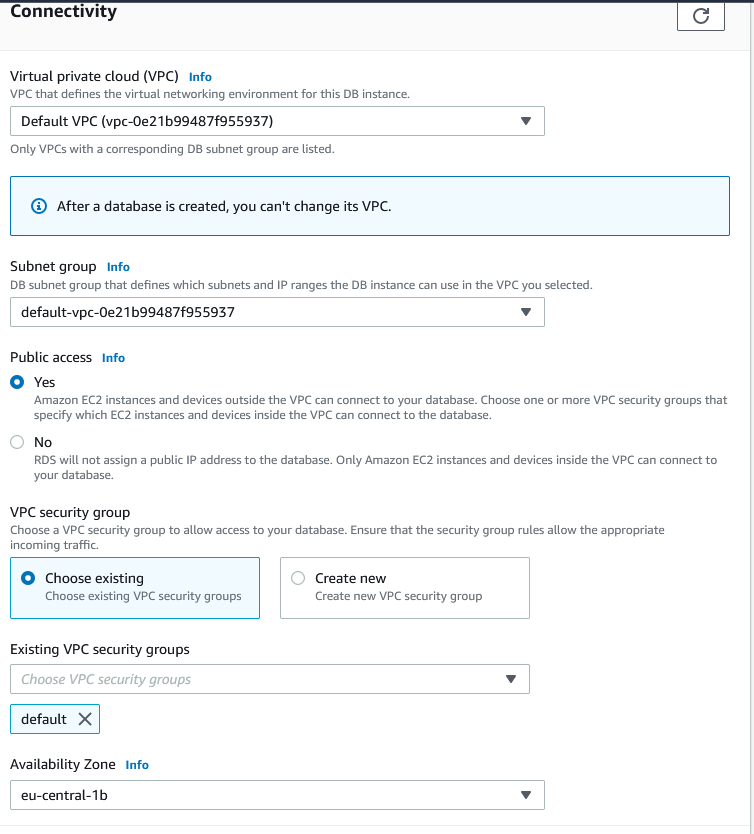 Connectivity
Virtual private cloud (VPC) Info
VPC that defines the virtual networking environment for this DB instance.
Default VPC (vpc-0e21b99487f955937)
Only VPCs with a corresponding DB subnet group are listed.
After a database is created, you can't change its VPC.
Subnet group Info
DB subnet group that defines which subnets and IP ranges the DB instance can use in the VPC you selected.
default-vpc-0e21b99487f955937
Public access Info
Yes
Amazon EC2 instances and devices outside the VPC can connect to your database. Choose one or more VPC security groups that
specify which EC2 instances and devices inside the VPC can connect to the database.
No
RDS will not assign a public IP address to the database. Only Amazon EC2 instances and devices inside the VPC can connect to
your database.
VPC security group
Choose a VPC security group to allow access to your database. Ensure that the security group rules allow the appropriate
incoming traffic.
Choose existing
Choose existing VPC security groups
Create new
Create new VPC security group
Existing VPC security groups
Choose VPC security groups
default
Availability Zone Info
eu-central-1b